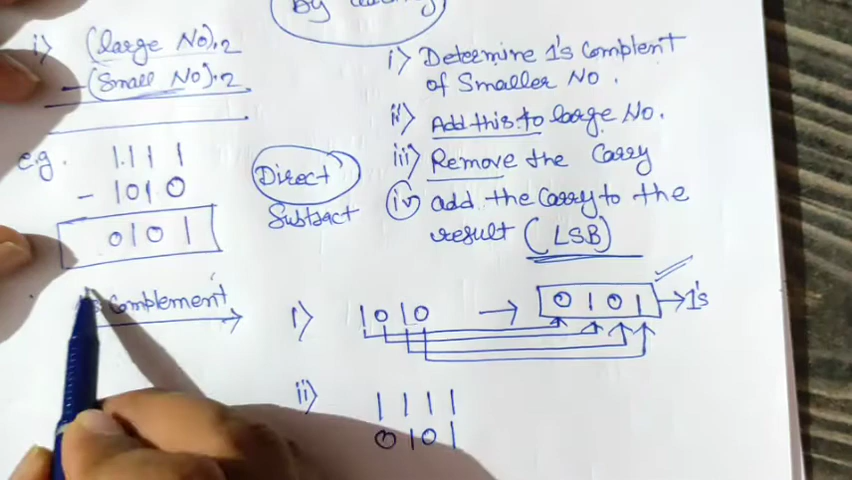 i) (large No).2
- (Small No).2
e.g. 1111
- 1010
0101
Direct
Subtract
complement
i) Determine 1's Complent
of Smaller No.
ii) Add this to large No.
iii) Remove the Carry
iv) add the Carry to the
result (LSB)
i) 1010 → 0101 → 1's
ii) 1111
0101